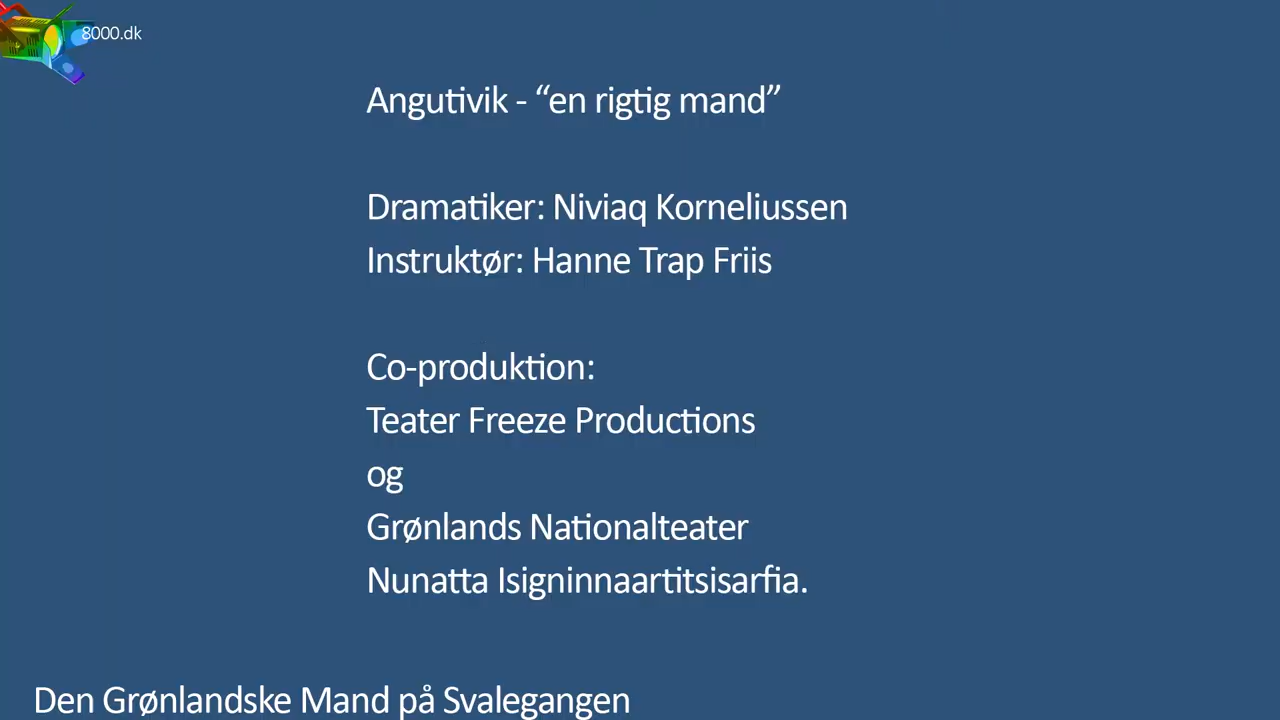 8000.dk
Angutivik - “en rigtig mand”
Dramatiker: Niviaq Korneliussen
Instruktør: Hanne Trap Friis
Co-produktion:
Teater Freeze Productions
og
Grønlands Nationalteater
Nunatta Isigninnaartitsisarfia.
Den Grønlandske Mand på Svalegangen